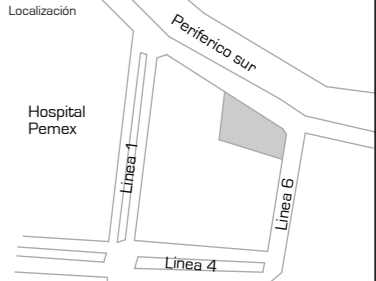 Localización
Periferico sur
Hospital
Pemex
Linea 1
Linea 6
Linea 4